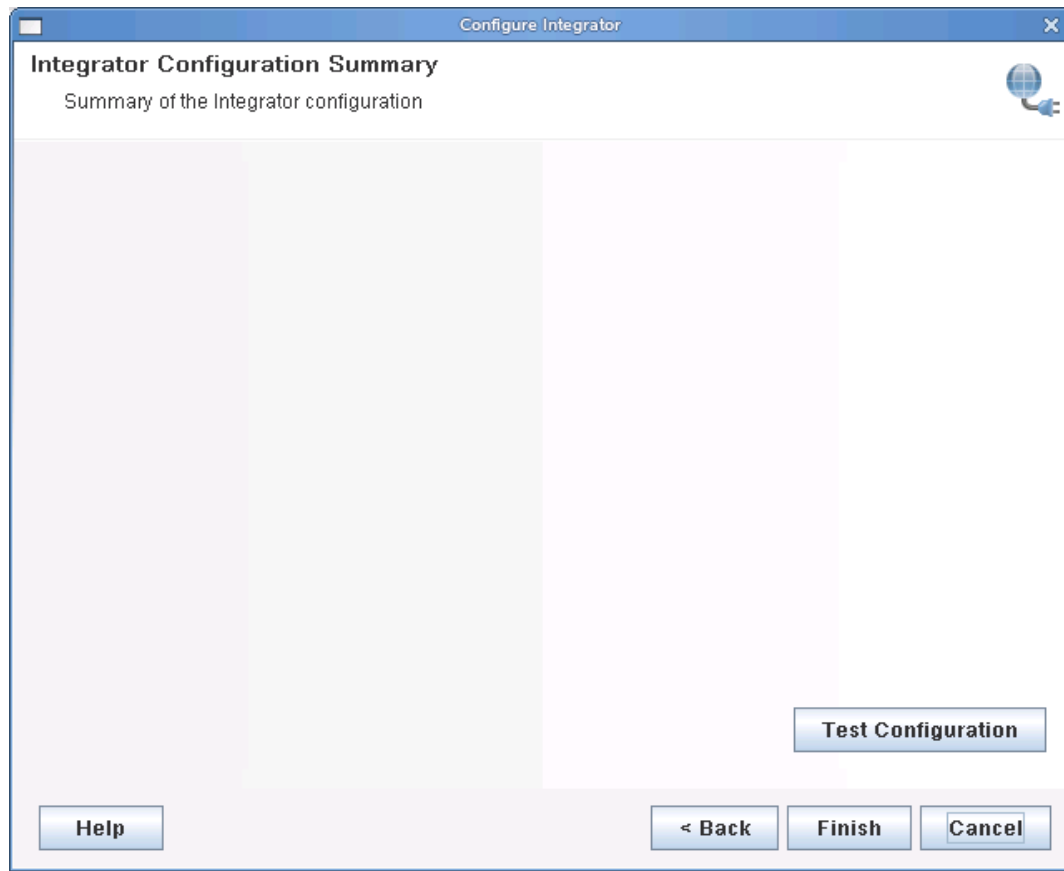 Configure Integrator
Integrator Configuration Summary
Summary of the Integrator configuration
Test Configuration
Help
< Back
Finish
Cancel